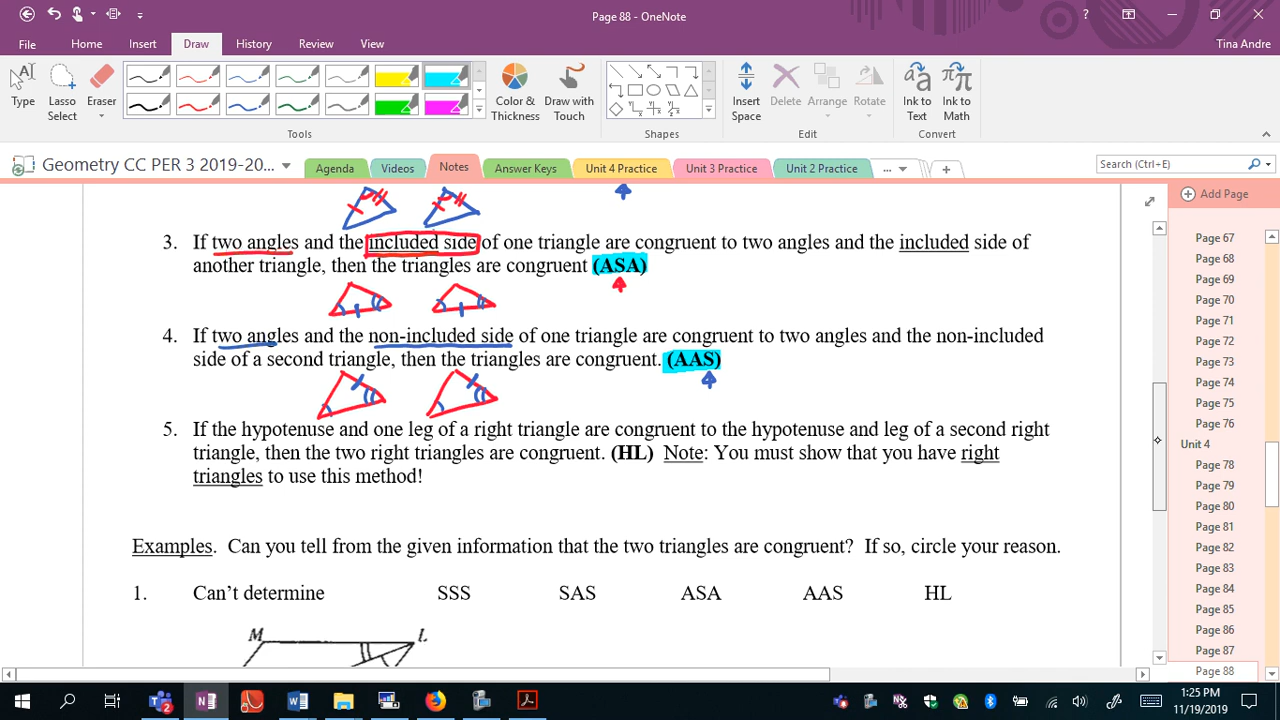 Page 88 - OneNote
?
File
Home
Insert
Draw
History
Review
View
Tina Andre
Type
Lasso Select
Eraser
Color & Thickness
Draw with Touch
Insert Space
Delete
Arrange
Rotate
Ink to Text
Ink to Math
Tools
Shapes
Edit
Convert
Geometry CC PER 3 2019-20...
Agenda
Videos
Notes
Answer Keys
Unit 4 Practice
Unit 3 Practice
Unit 2 Practice
...
Search (Ctrl+E)
3. If two angles and the included side of one triangle are congruent to two angles and the included side of
another triangle, then the triangles are congruent (ASA)
4. If two angles and the non-included side of one triangle are congruent to two angles and the non-included
side of a second triangle, then the triangles are congruent. (AAS)
5. If the hypotenuse and one leg of a right triangle are congruent to the hypotenuse and leg of a second right
triangle, then the two right triangles are congruent. (HL) Note: You must show that you have right
triangles to use this method!
Examples. Can you tell from the given information that the two triangles are congruent? If so, circle your reason.
1. Can't determine SSS SAS ASA AAS HL
M L
Add Page
Page 67
Page 68
Page 69
Page 70
Page 71
Page 72
Page 73
Page 74
Page 75
Page 76
Unit 4
Page 78
Page 79
Page 80
Page 81
Page 82
Page 83
Page 84
Page 85
Page 86
Page 87
Page 88
1:25 PM
11/19/2019